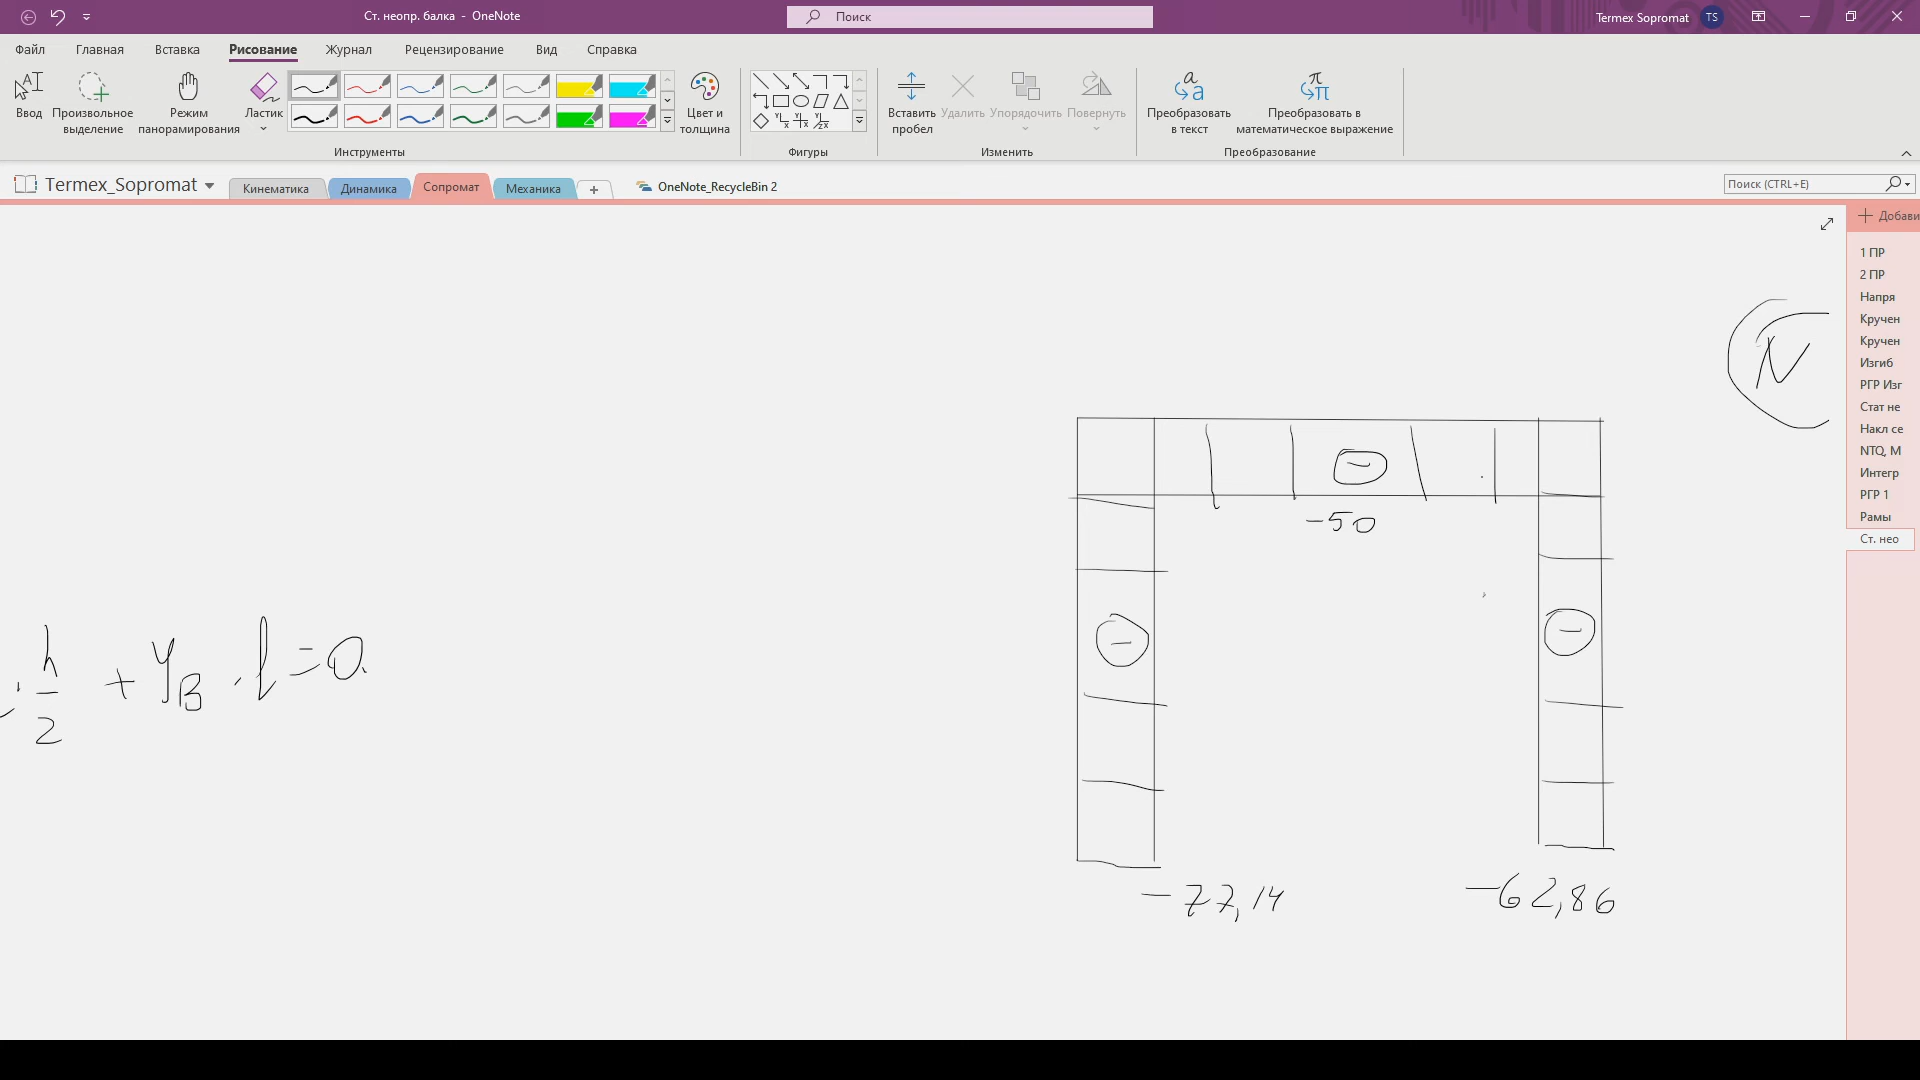 Ст. неопр. балка - OneNote
Поиск
Termex Sopromat
TS
Файл
Главная
Вставка
Рисование
Журнал
Рецензирование
Вид
Справка
Ввод
Произвольное выделение
Режим панорамирования
Ластик
Цвет и толщина
Вставить пробел
Удалить
Упорядочить
Повернуть
Преобразовать в текст
Преобразовать в математическое выражение
Инструменты
Фигуры
Изменить
Преобразование
Termex_Sopromat
Кинематика
Динамика
Сопромат
Механика
OneNote_RecycleBin 2
Поиск (CTRL+E)
Добави
1 ПР
2 ПР
Напря
Кручен
Кручен
Изгиб
РГР Изг
Стат не
Накл се
NTQ, M
Интегр
РГР 1
Рамы
Ст. нео
N
-50
· h/2 + Y_B · l = 0
-77,14
-62,86